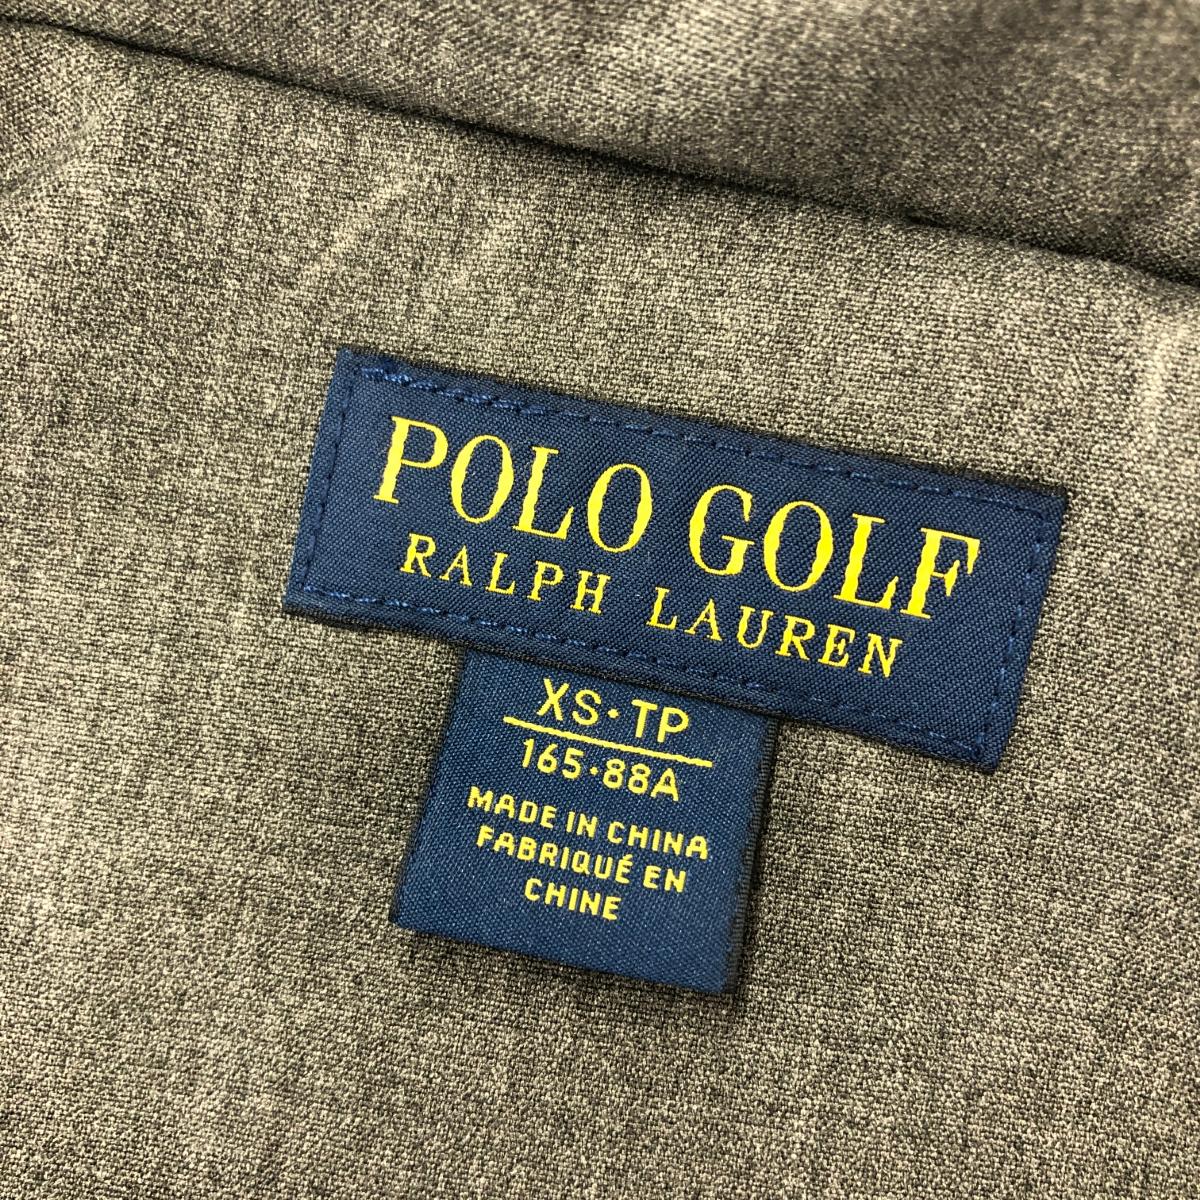 POLO GOLF
RALPH LAUREN
XS·TP
165·88A
MADE IN CHINA
FABRIQUÉ EN
CHINE